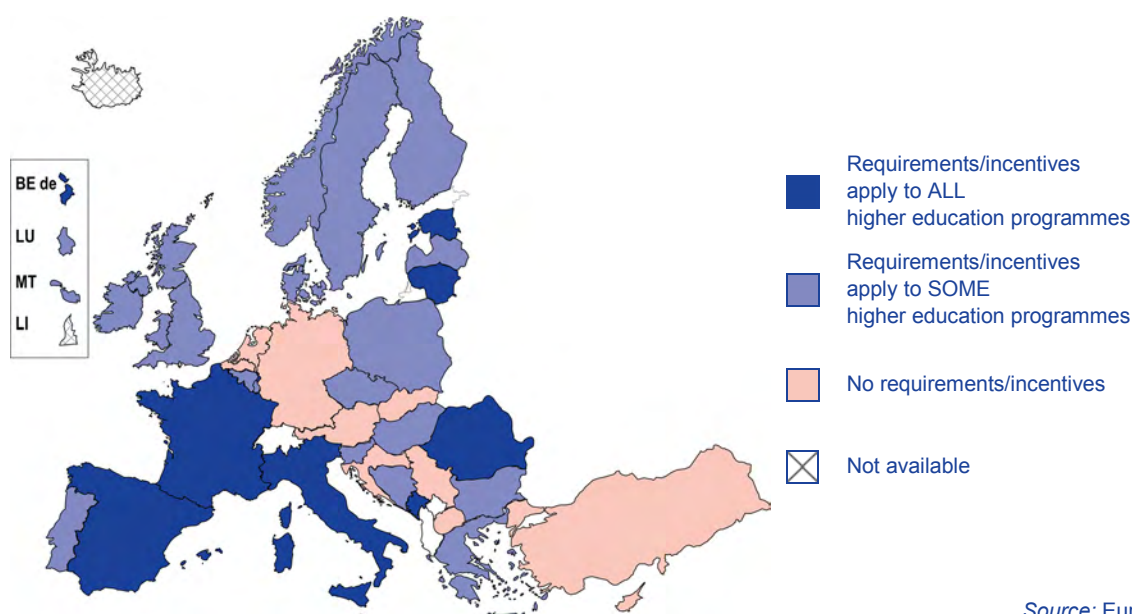 BE de
LU
MT
LI
Requirements/incentives
apply to ALL
higher education programmes
Requirements/incentives
apply to SOME
higher education programmes
No requirements/incentives
Not available
Source: Eur